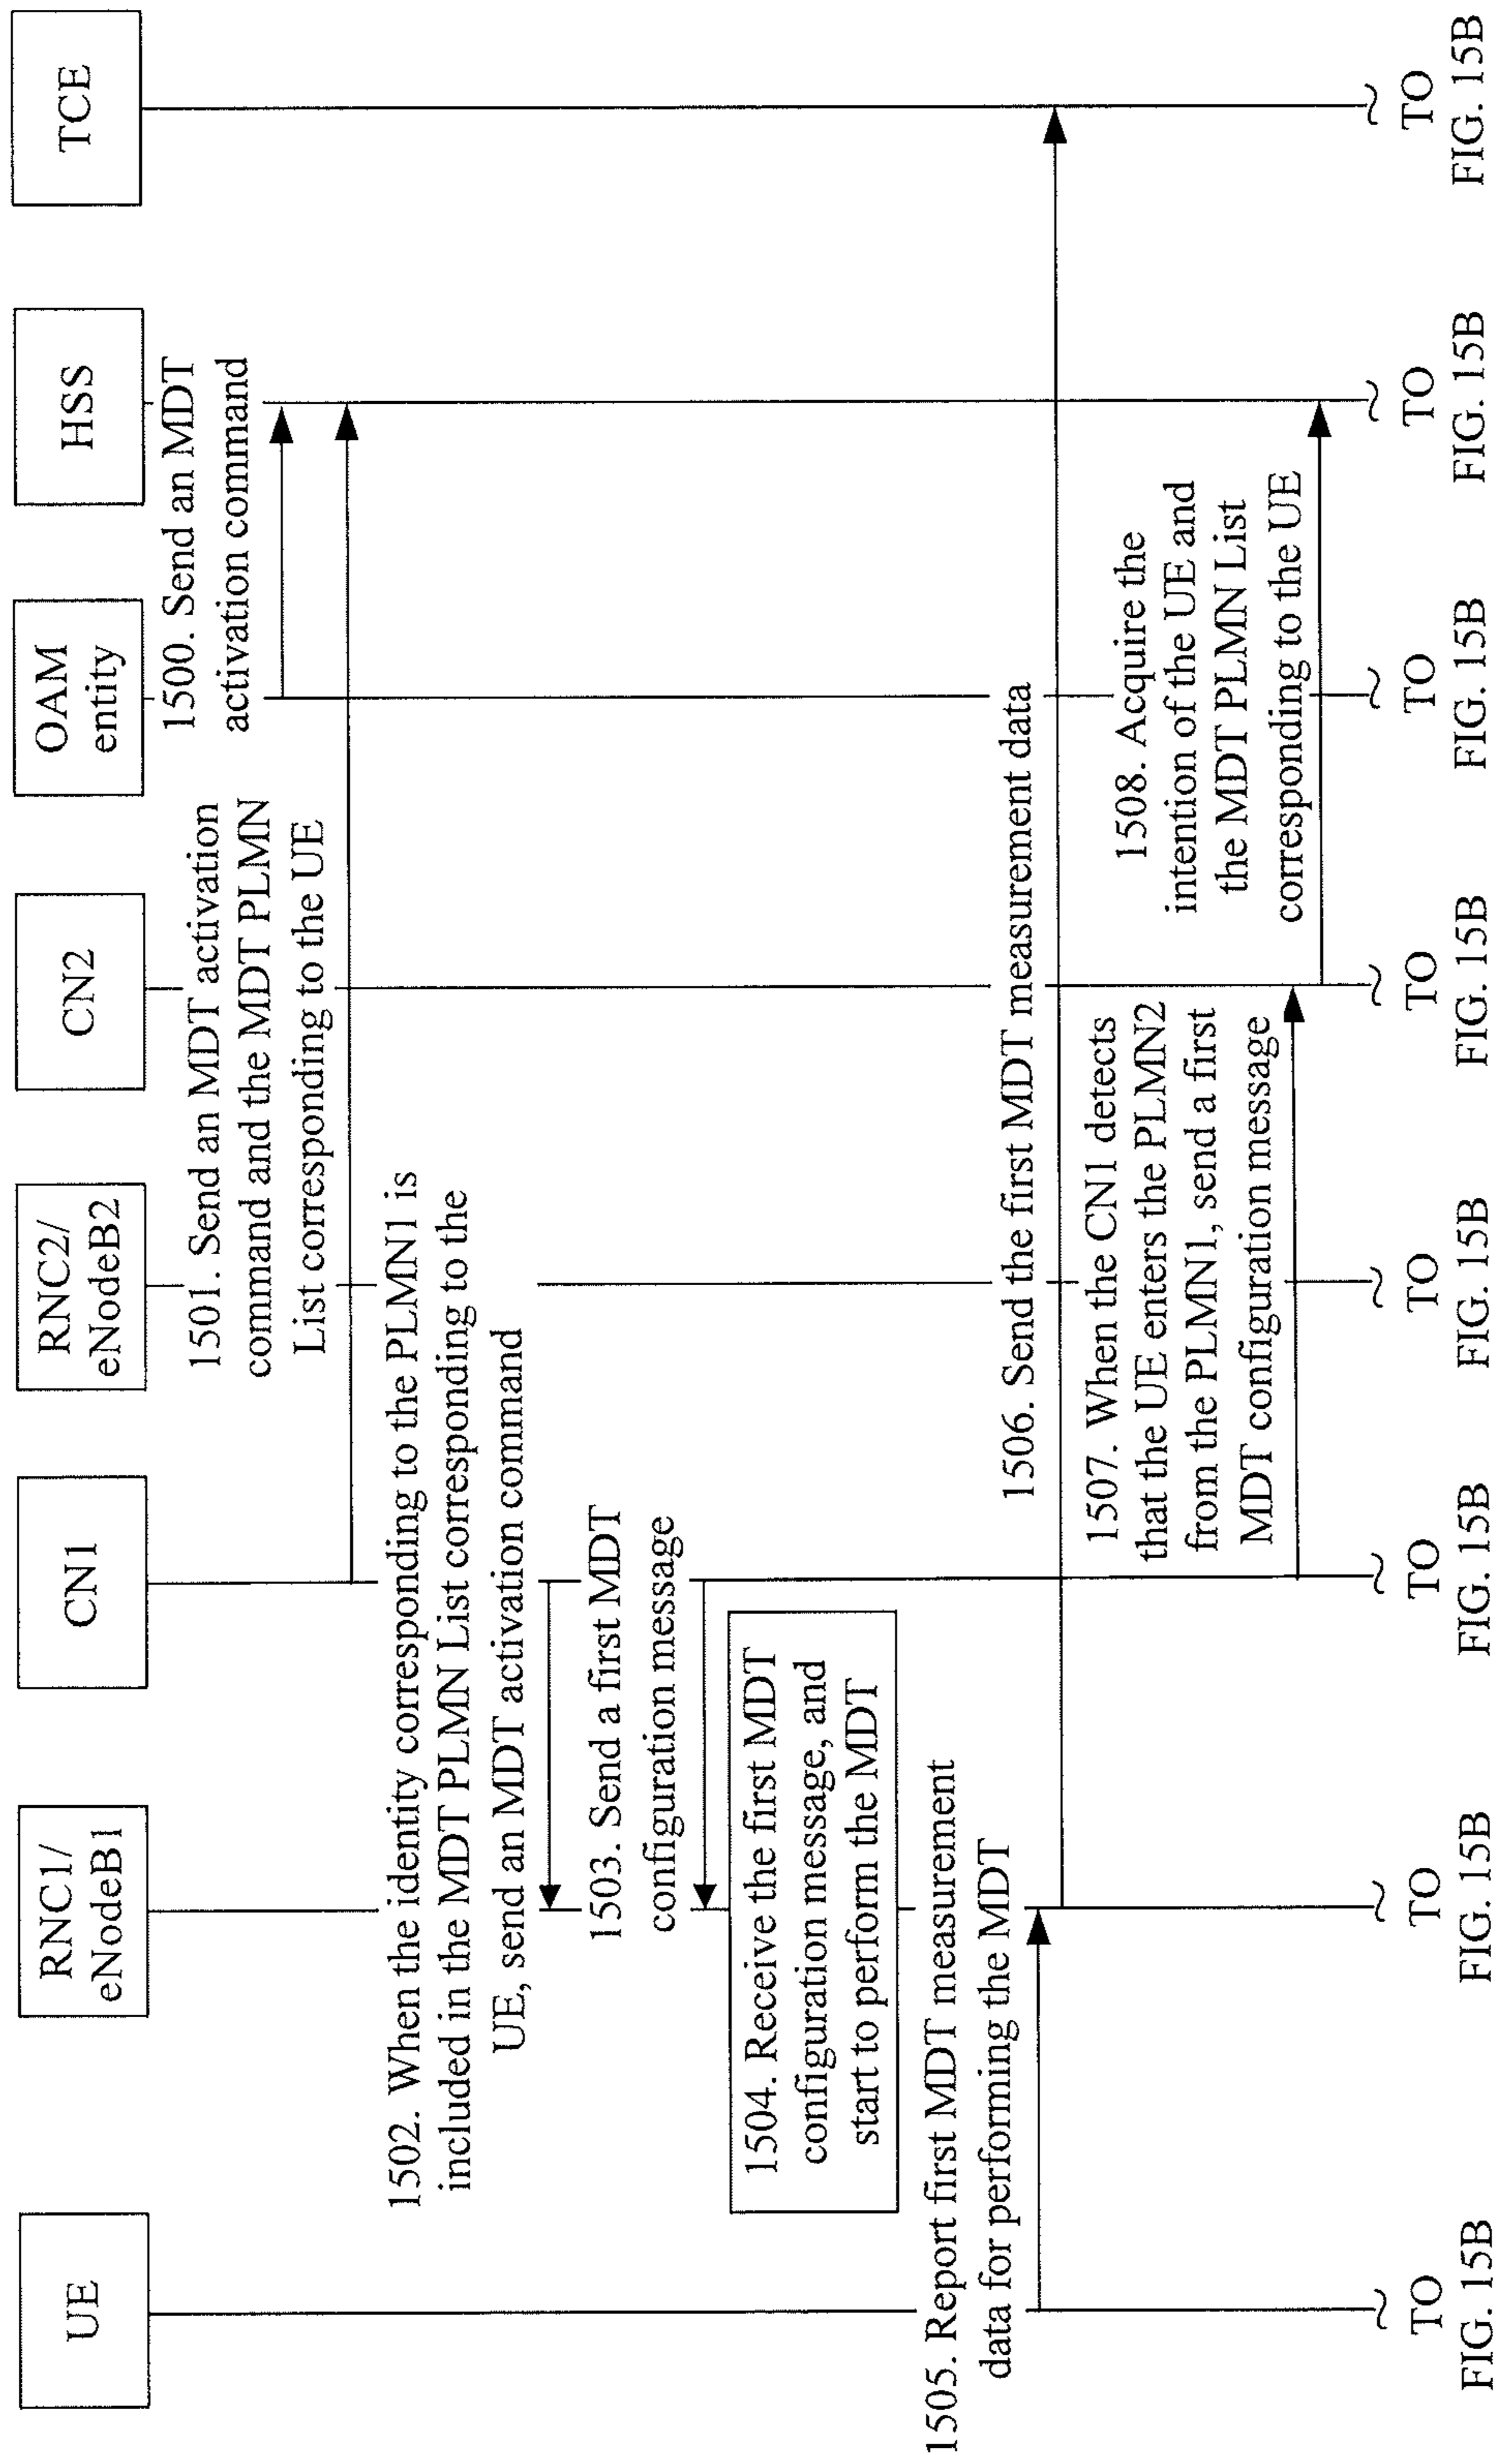 UE
RNC1/
eNodeB1
CN1
RNC2/
eNodeB2
CN2
OAM
entity
HSS
TCE
1500. Send an MDT
activation command
1501. Send an MDT activation
command and the MDT PLMN
List corresponding to the UE
1502. When the identity corresponding to the PLMN1 is
included in the MDT PLMN List corresponding to the
UE, send an MDT activation command
1503. Send a first MDT
configuration message
1504. Receive the first MDT
configuration message, and
start to perform the MDT
1505. Report first MDT measurement
data for performing the MDT
1506. Send the first MDT measurement data
1507. When the CN1 detects
that the UE enters the PLMN2
from the PLMN1, send a first
MDT configuration message
1508. Acquire the
intention of the UE and
the MDT PLMN List
corresponding to the UE
TO
FIG. 15B
TO
FIG. 15B
TO
FIG. 15B
TO
FIG. 15B
TO
FIG. 15B
TO
FIG. 15B
TO
FIG. 15B
TO
FIG. 15B